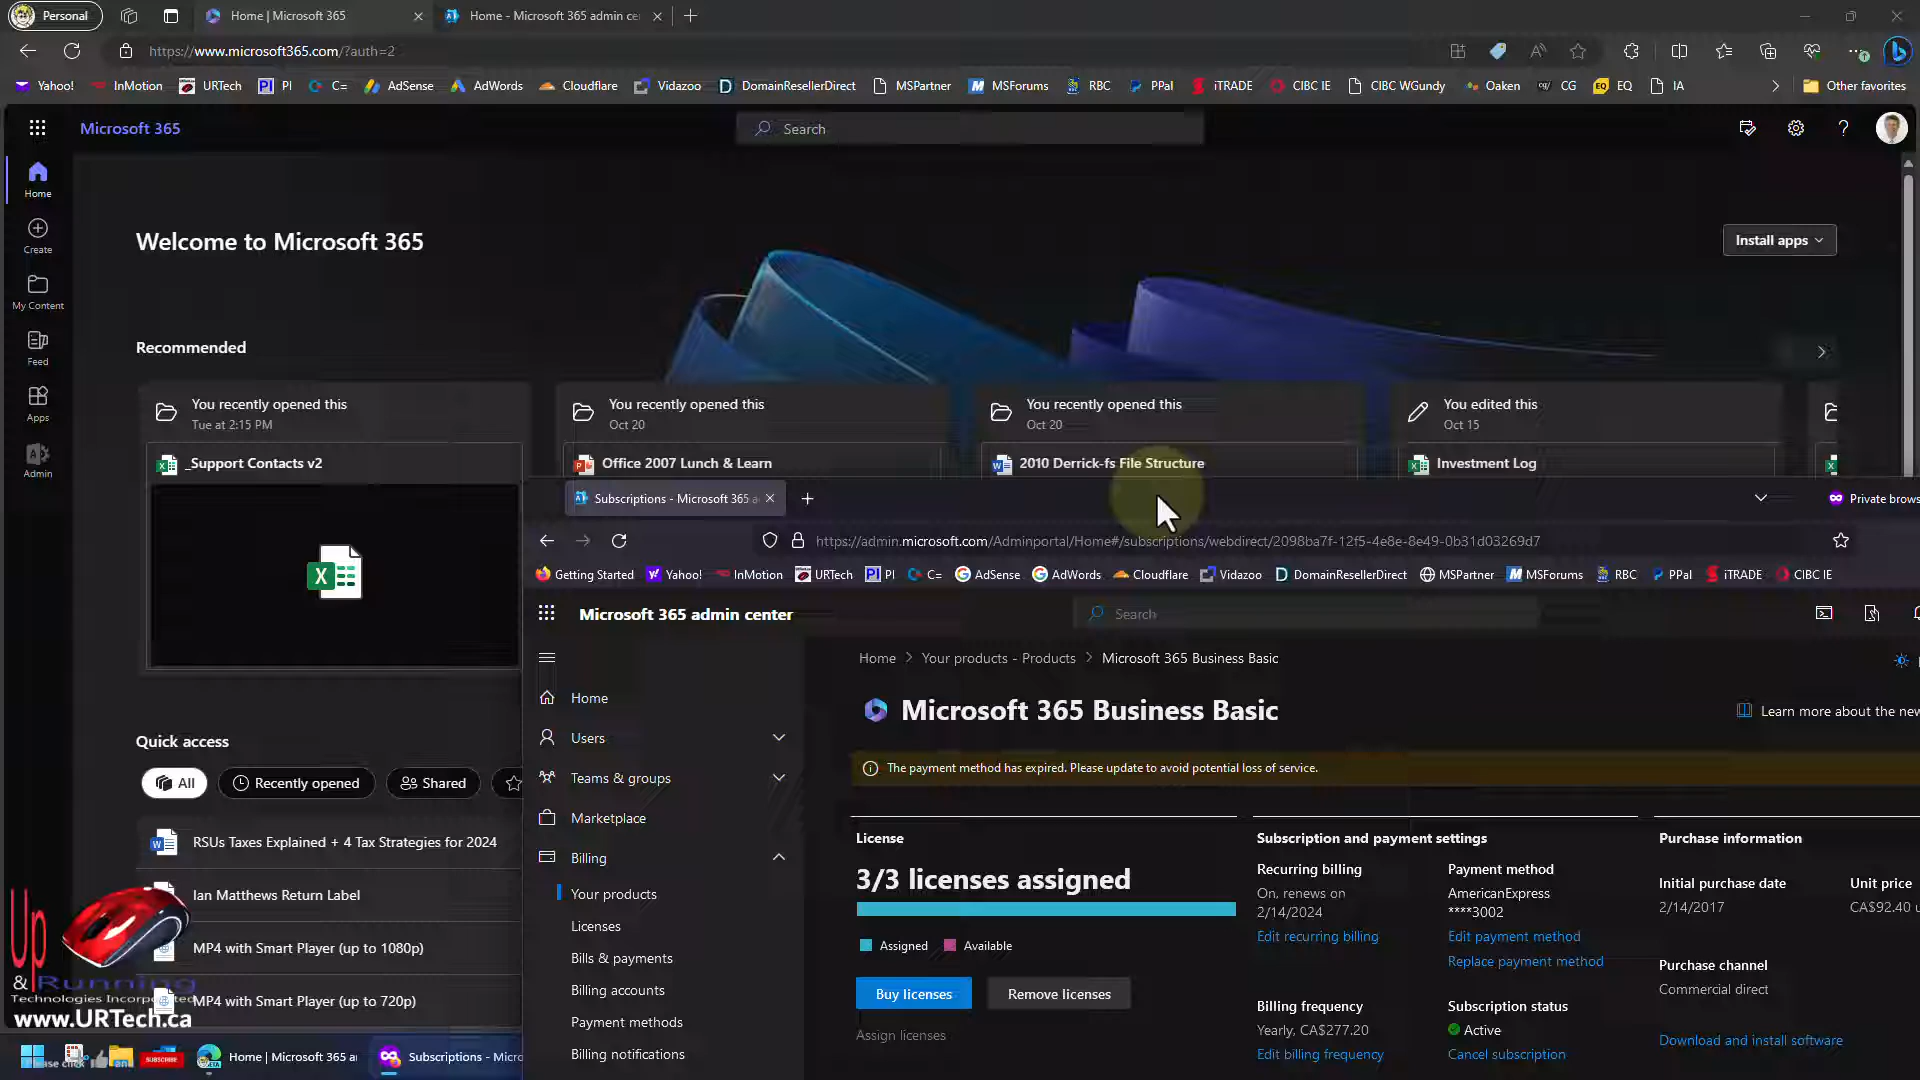 Personal
Home | Microsoft 365
Home - Microsoft 365 admin ce
https://www.microsoft365.com/?auth=2
Yahoo!
InMotion
URTech
PI
C=
AdSense
AdWords
Cloudflare
Vidazoo
DomainResellerDirect
MSPartner
MSForums
RBC
PPal
iTRADE
CIBC IE
CIBC WGundy
Oaken
CG
EQ
IA
Other favorites
Microsoft 365
Search
Home
Create
My Content
Feed
Apps
Admin
Welcome to Microsoft 365
Install apps
Recommended
You recently opened this
Tue at 2:15 PM
_Support Contacts v2
You recently opened this
Oct 20
Office 2007 Lunch & Learn
You recently opened this
Oct 20
2010 Derrick-fs File Structure
You edited this
Oct 15
Investment Log
Quick access
All
Recently opened
Shared
RSUs Taxes Explained + 4 Tax Strategies for 2024
Ian Matthews Return Label
MP4 with Smart Player (up to 1080p)
MP4 with Smart Player (up to 720p)
Subscriptions - Microsoft 365 a
Private brows
https://admin.microsoft.com/Adminportal/Home#/subscriptions/webdirect/2098ba7f-12f5-4e8e-8e49-0b31d03269d7
Getting Started
Yahoo!
InMotion
URTech
PI
C=
AdSense
AdWords
Cloudflare
Vidazoo
DomainResellerDirect
MSPartner
MSForums
RBC
PPal
iTRADE
CIBC IE
Microsoft 365 admin center
Search
Home
Users
Teams & groups
Marketplace
Billing
Your products
Licenses
Bills & payments
Billing accounts
Payment methods
Billing notifications
Home > Your products - Products > Microsoft 365 Business Basic
Microsoft 365 Business Basic
Learn more about the new
The payment method has expired. Please update to avoid potential loss of service.
License
3/3 licenses assigned
Assigned
Available
Buy licenses
Remove licenses
Assign licenses
Subscription and payment settings
Recurring billing
On, renews on
2/14/2024
Edit recurring billing
Billing frequency
Yearly, CA$277.20
Edit billing frequency
Payment method
AmericanExpress
****3002
Edit payment method
Replace payment method
Subscription status
Active
Cancel subscription
Purchase information
Initial purchase date
2/14/2017
Unit price
CA$92.40 u
Purchase channel
Commercial direct
Download and install software
Up
& Running
Technologies Incorporated
www.URTech.ca
SUBSCRIBE
Home | Microsoft 365 ar
Subscriptions - Micro